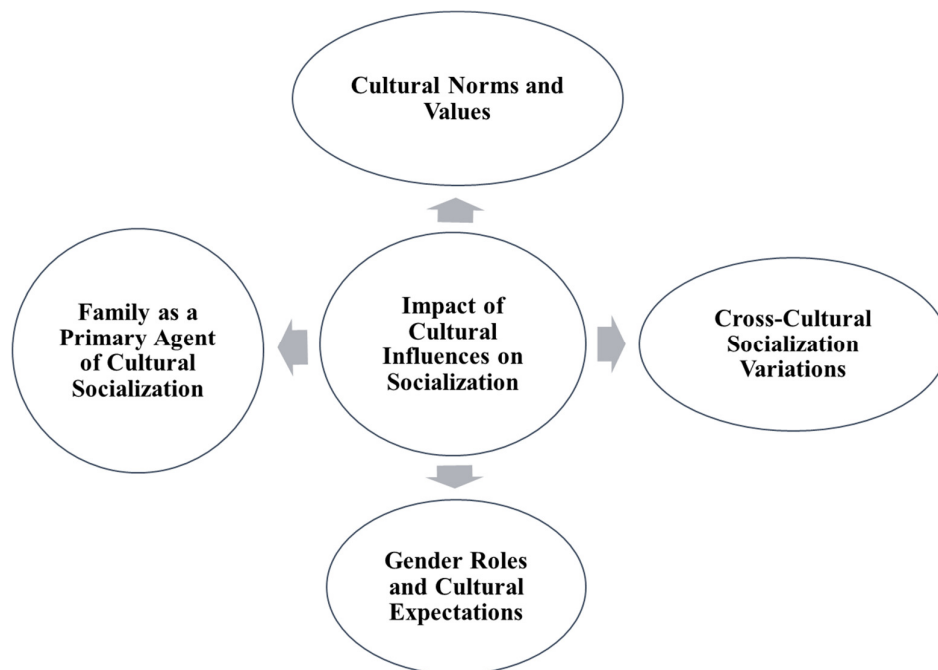 Cultural Norms and
Values
Family as a
Primary Agent
of Cultural
Socialization
Impact of
Cultural
Influences on
Socialization
Cross-Cultural
Socialization
Variations
Gender Roles
and Cultural
Expectations